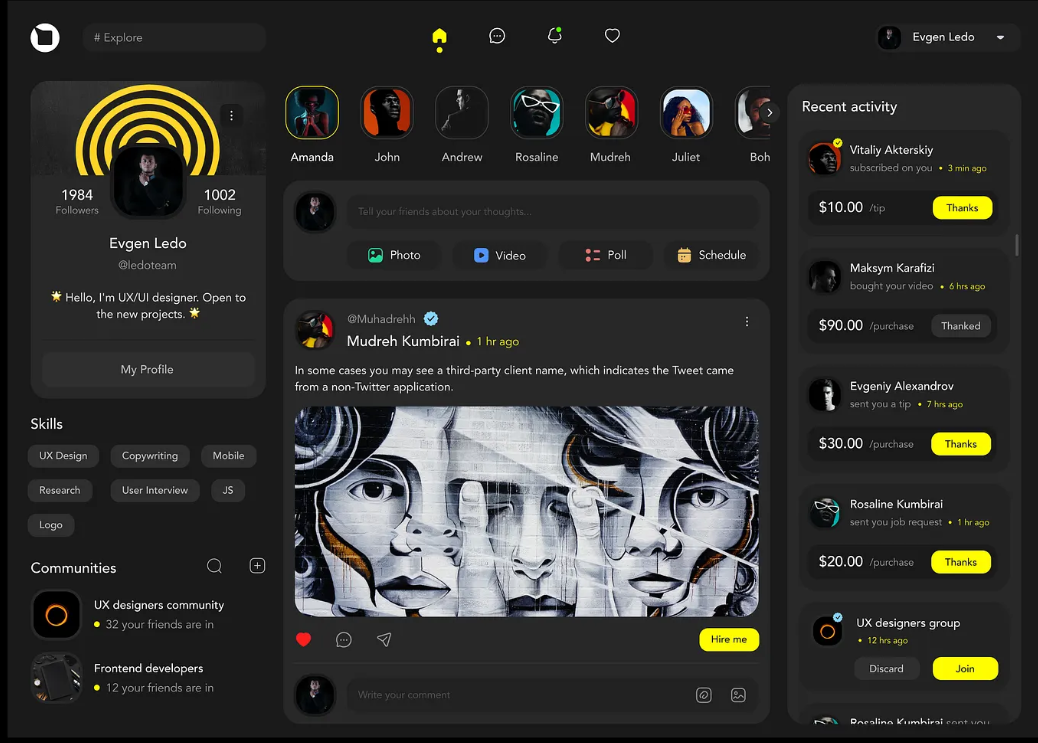 # Explore
Evgen Ledo
1984
Followers
1002
Following
Evgen Ledo
@ledoteam
🌟 Hello, I'm UX/UI designer. Open to
the new projects. 🌟
My Profile
Skills
UX Design
Copywriting
Mobile
Research
User Interview
JS
Logo
Communities
UX designers community
32 your friends are in
Frontend developers
12 your friends are in
Amanda
John
Andrew
Rosaline
Mudreh
Juliet
Boh
Tell your friends about your thoughts...
Photo
Video
Poll
Schedule
@Muhadrehh
Mudreh Kumbirai • 1 hr ago
In some cases you may see a third-party client name, which indicates the Tweet came
from a non-Twitter application.
Hire me
Write your comment
Recent activity
Vitaliy Akterskiy
subscribed on you • 3 min ago
$10.00 /tip
Thanks
Maksym Karafizi
bought your video • 6 hrs ago
$90.00 /purchase
Thanked
Evgeniy Alexandrov
sent you a tip • 7 hrs ago
$30.00 /purchase
Thanks
Rosaline Kumbirai
sent you job request • 1 hr ago
$20.00 /purchase
Thanks
UX designers group
• 12 hrs ago
Discard
Join
Rosaline Kumbirai sent you